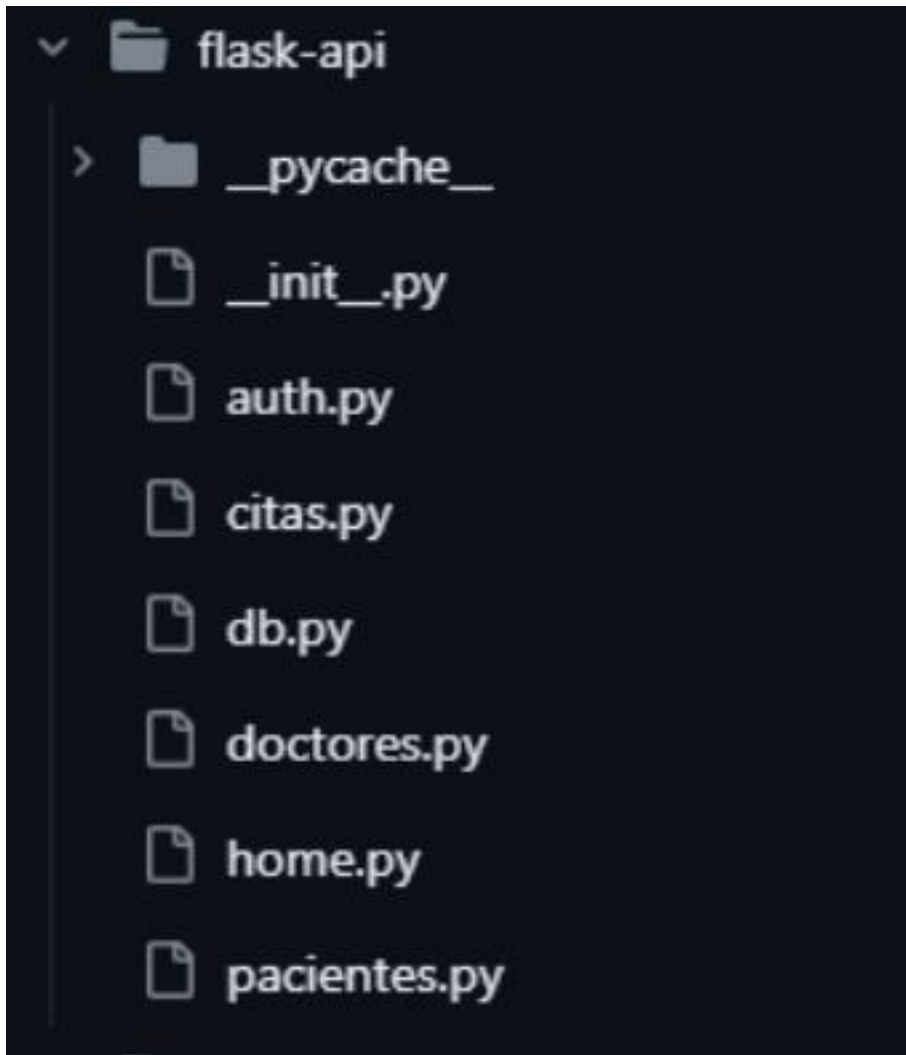 flask-api
__pycache__
__init__.py
auth.py
citas.py
db.py
doctores.py
home.py
pacientes.py